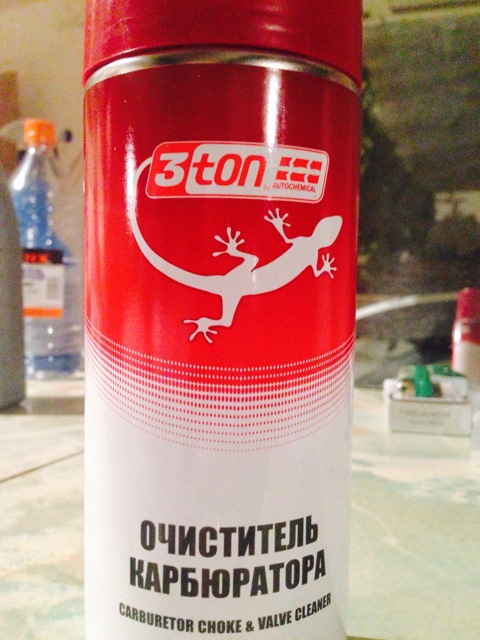 3ton
AUTOCHEMICAL
ОЧИСТИТЕЛЬ
КАРБЮРАТОРА
CARBURETOR CHOKE & VALVE CLEANER